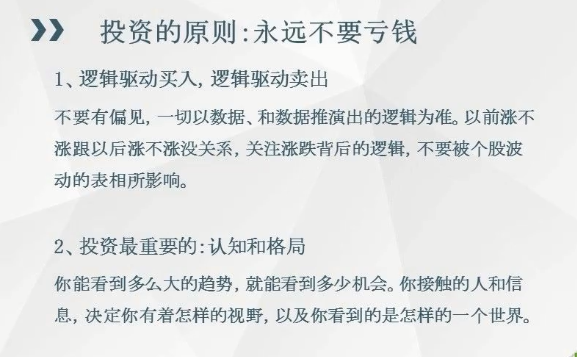 投资的原则:永远不要亏钱
1、逻辑驱动买入,逻辑驱动卖出
不要有偏见,一切以数据、和数据推演出的逻辑为准。以前涨不
涨跟以后涨不涨没关系,关注涨跌背后的逻辑,不要被个股波
动的表相所影响。
2、投资最重要的:认知和格局
你能看到多么大的趋势,就能看到多少机会。你接触的人和信
息,决定你有着怎样的视野,以及你看到的是怎样的一个世界。